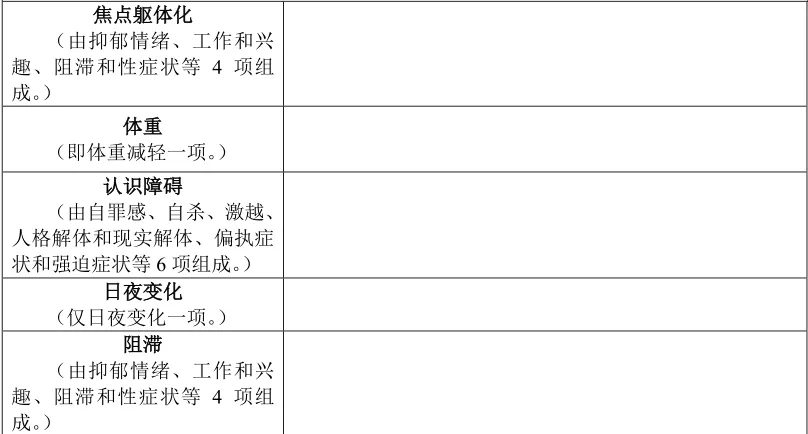 焦点躯体化
（由抑郁情绪、工作和兴
趣、阻滞和性症状等 4 项组
成。）
体重
（即体重减轻一项。）
认识障碍
（由自罪感、自杀、激越、
人格解体和现实解体、偏执症
状和强迫症状等 6 项组成。）
日夜变化
（仅日夜变化一项。）
阻滞
（由抑郁情绪、工作和兴
趣、阻滞和性症状等 4 项组
成。）